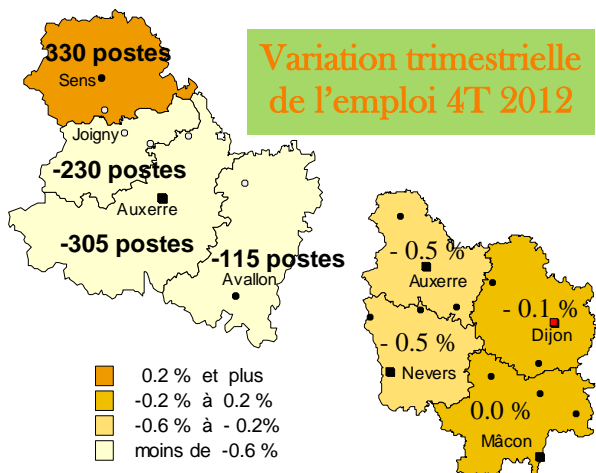 Variation trimestrielle
de l'emploi 4T 2012
330 postes
Sens
Joigny
-230 postes
Auxerre
-305 postes
-115 postes
Avallon
- 0.5 %
Auxerre
- 0.1 %
Dijon
- 0.5 %
Nevers
0.0 %
Mâcon
0.2 % et plus
-0.2 % à 0.2 %
-0.6 % à - 0.2%
moins de -0.6 %